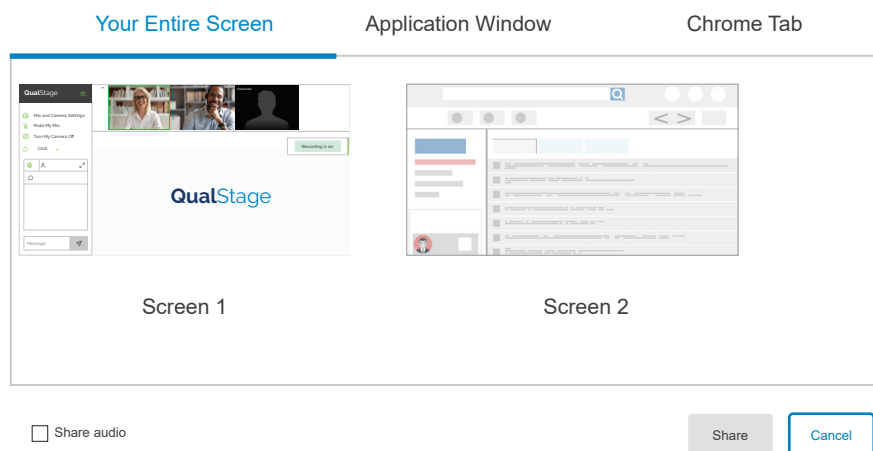 Your Entire Screen Application Window Chrome Tab
QualStage
Mic and Camera Settings
Mute My Mic
Turn My Camera Off
Chat
Message
Recording is on
QualStage
Screen 1 Screen 2
Share audio Share Cancel